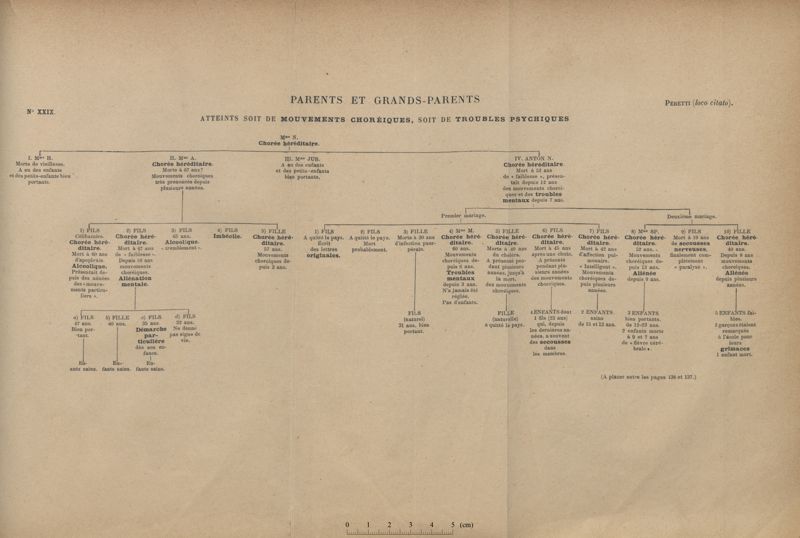 PARENTS ET GRANDS-PARENTS
N° XXIX
PERETTI (loco citato).
ATTEINTS SOIT DE MOUVEMENTS CHORÉIQUES, SOIT DE TROUBLES PSYCHIQUES
Mme N.
Chorée héréditaire.
I. Mme H.
Morte de vieillesse.
A eu des enfants
et des petits-enfants bien
portants.
II. Mme A.
Chorée héréditaire.
Morte à 67 ans?
Mouvements choréiques
très prononcés depuis
plusieurs années.
III. Mme JUB.
A eu des enfants
et des petits-enfants
bien portants.
IV. ANTON N.
Chorée héréditaire
Mort à 52 ans
de « faiblesse », présen-
tait depuis 12 ans
des mouvements choréi-
ques et des troubles
mentaux depuis 7 ans.
Premier mariage.
Deuxième mariage.
1) FILS
Célibataire.
Chorée héré-
ditaire.
Mort à 60 ans
d'apoplexie.
Alcoolique.
Présentait de-
puis des années
des « mouve-
ments particu-
liers ».
2) FILS
Chorée héré-
ditaire.
Mort à 67 ans
de « faiblesse »
Depuis 18 ans
mouvements
choréiques.
Aliénation
mentale.
3) FILS
65 ans.
Alcoolique.
« tremblement ».
4) FILS
Imbécile.
5) FILLE
Chorée héré-
ditaire.
57 ans.
Mouvements
choréiques de-
puis 2 ans.
1) FILS
A quitté le pays.
Écrit
des lettres
originales.
2) FILS
A quitté le pays.
Mort
probablement.
3) FILLE
Morte à 30 ans
d'infection puer-
pérale.
4) Mme M.
Chorée héré-
ditaire.
60 ans.
Mouvements
choréiques de-
puis 6 ans.
Troubles
mentaux
depuis 3 ans.
N'a jamais été
réglée.
Pas d'enfants.
5) FILLE
Chorée héré-
ditaire.
Morte à 40 ans
du choléra.
A présenté pen-
dant plusieurs
années, jusqu'à
la mort,
des mouvements
choréiques.
6) FILS
Chorée héré-
ditaire.
Mort à 45 ans
après une chute.
A présenté
pendant plu-
sieurs années
des mouvements
choréiques.
7) FILS
Chorée héré-
ditaire.
Mort à 42 ans
d'affection pul-
monaire.
« Intelligent ».
Mouvements
choréiques de-
puis plusieurs
années.
8) Mme SP.
Chorée héré-
ditaire.
52 ans.
Mouvements
choréiques de-
puis 12 ans.
Aliénée
depuis 9 ans.
9) FILS
Mort à 19 ans
de secousses
nerveuses,
finalement com-
plètement
« paralysé ».
10) FILLE
Chorée héré-
ditaire.
48 ans.
Depuis 8 ans
mouvements
choréiques.
Aliénée
depuis plusieurs
années.
a) FILS
47 ans.
Bien por-
tant.
b) FILLE
40 ans.
c) FILS
35 ans.
Démarche
par-
ticulière
dès son en-
fance.
d) FILS
32 ans.
Ne donne
pas signe de
vie.
En-
fants sains.
En-
fants sains.
En-
fants sains.
FILS
(naturel)
31 ans, bien
portant.
FILLE
(naturelle)
a quitté le pays.
4 ENFANTS dont
1 fils (22 ans)
qui, depuis
les dernières an-
nées, a souvent
des secousses
dans
les membres.
2 ENFANTS
sains
de 15 et 12 ans.
3 ENFANTS
bien portants,
de 12-23 ans.
2 enfants morts
à 9 et 7 ans
de « fièvre céré-
brale ».
5 ENFANTS fai-
bles.
2 garçons étaient
remarqués
à l'école pour
leurs
grimaces
1 enfant mort.
(A placer entre les pages 136 et 137.)
0 1 2 3 4 5 (cm)